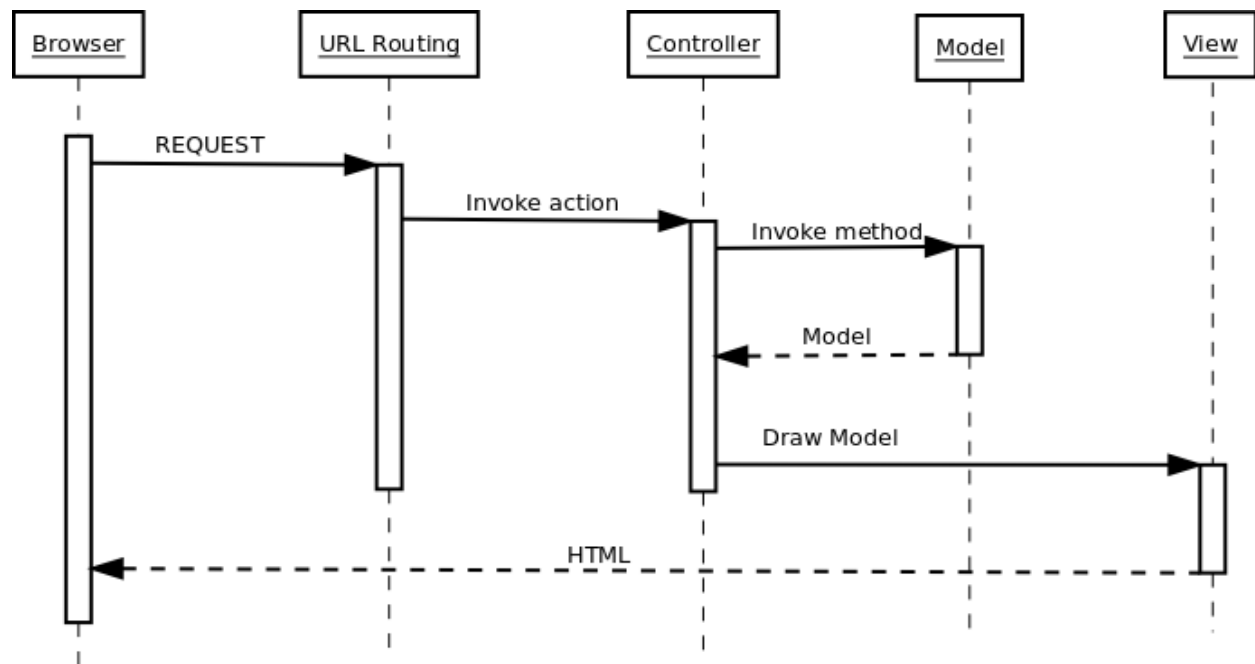 Browser
URL Routing
Controller
Model
View
REQUEST
Invoke action
Invoke method
Model
Draw Model
HTML